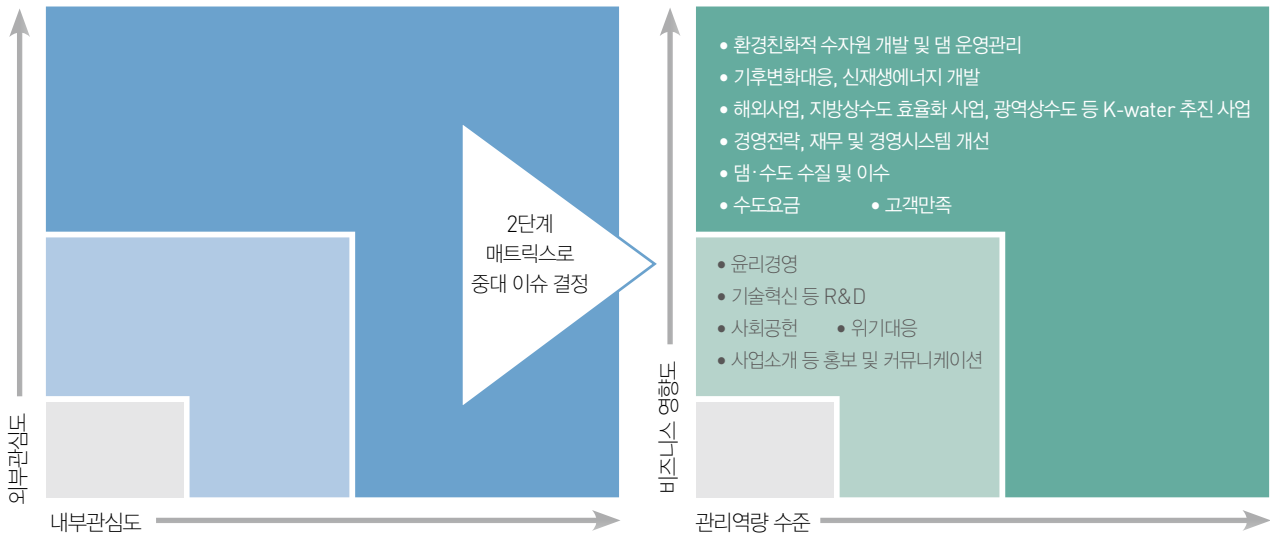 외부관심도
내부관심도
2단계
매트릭스로
중대 이슈 결정
비즈니스 영향도
관리역량 수준
• 환경친화적 수자원 개발 및 댐 운영관리
• 기후변화대응, 신재생에너지 개발
• 해외사업, 지방상수도 효율화 사업, 광역상수도 등 K-water 추진 사업
• 경영전략, 재무 및 경영시스템 개선
• 댐·수도 수질 및 이수
• 수도요금 • 고객만족
• 윤리경영
• 기술혁신 등 R&D
• 사회공헌 • 위기대응
• 사업소개 등 홍보 및 커뮤니케이션